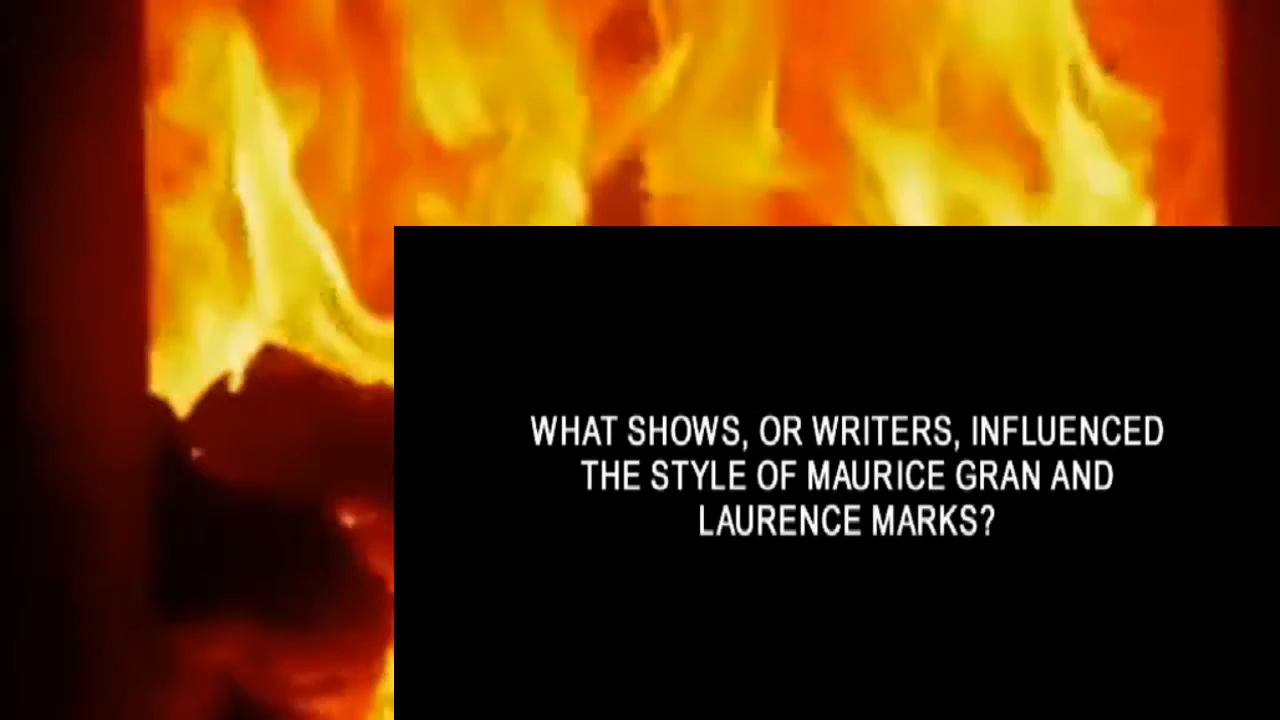 WHAT SHOWS, OR WRITERS, INFLUENCED
THE STYLE OF MAURICE GRAN AND
LAURENCE MARKS?